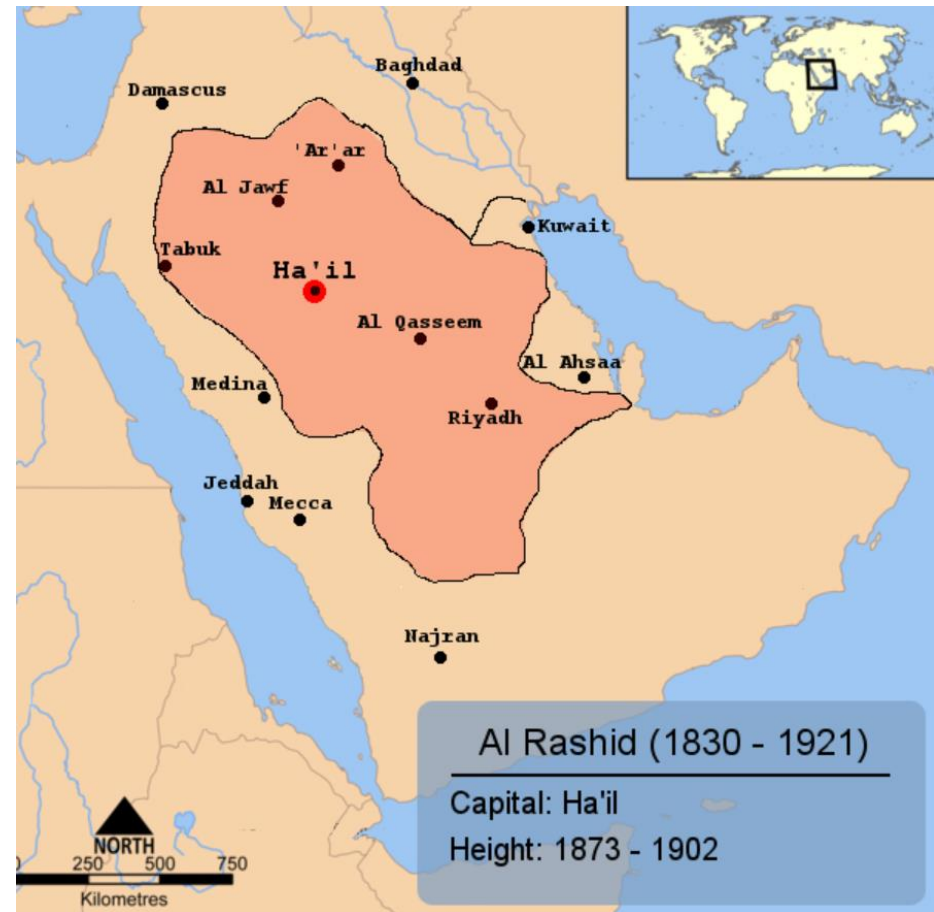 Baghdad
Damascus
'Ar'ar
Al Jawf
Kuwait
Tabuk
Ha'il
Al Qasseem
Al Ahsaa
Medina
Riyadh
Jeddah
Mecca
Najran
Al Rashid (1830 - 1921)
Capital: Ha'il
Height: 1873 - 1902
NORTH
0 250 500 750
Kilometres